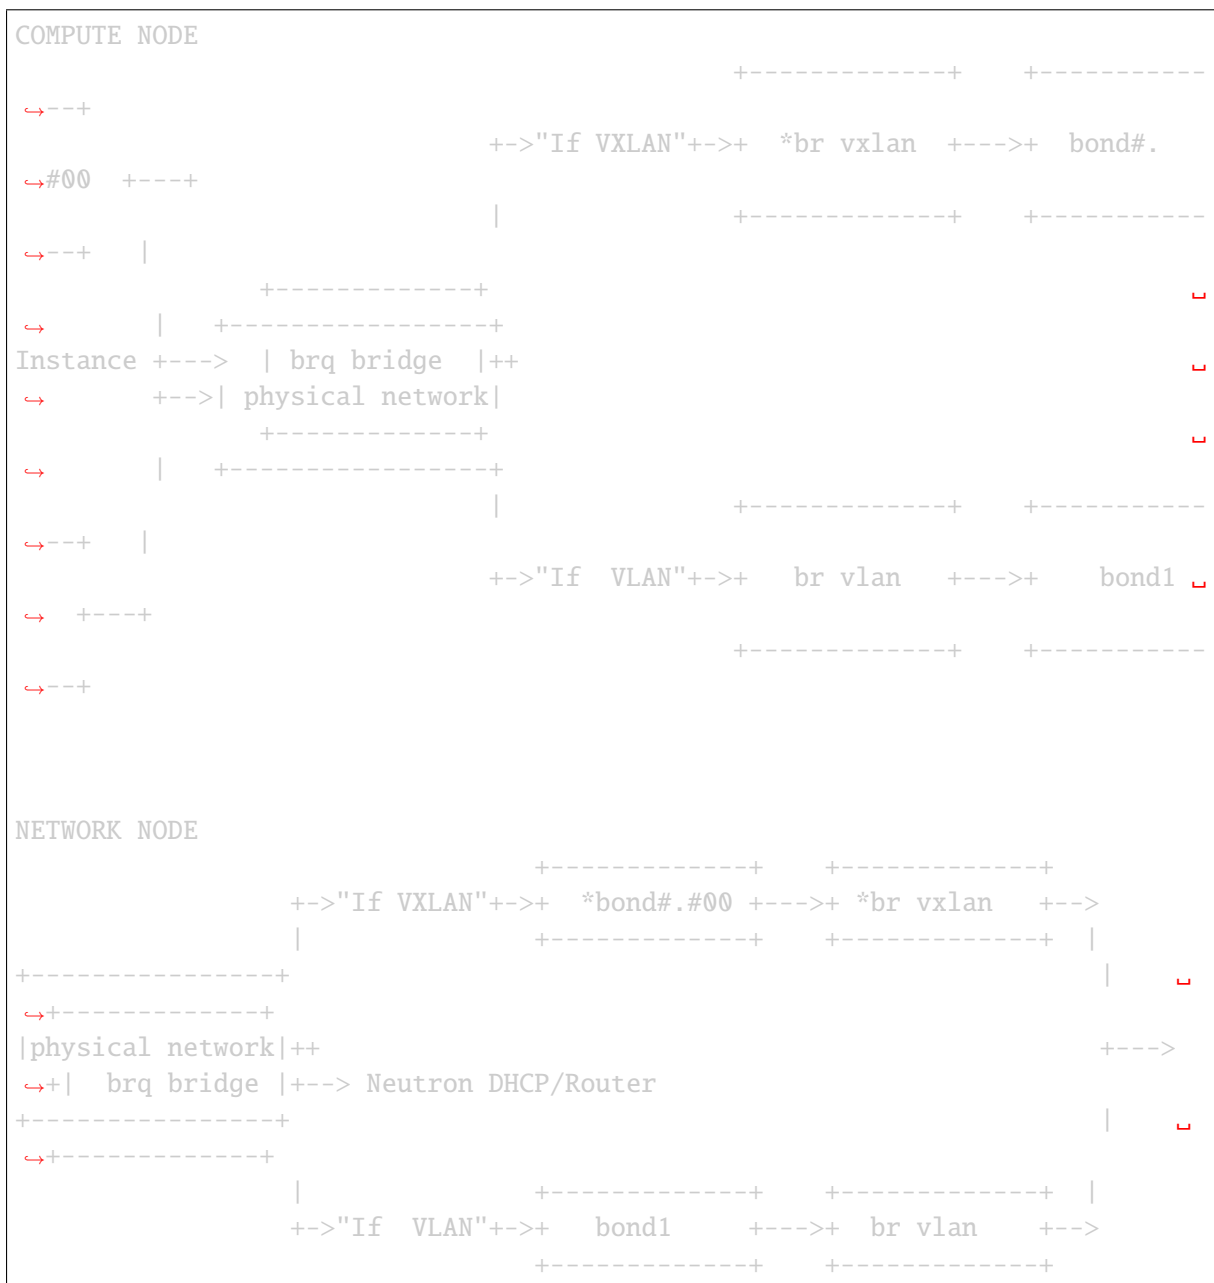 COMPUTE NODE
                                                +-------------+    +-----------
↪--+
                               +->"If VXLAN"+->+  *br vxlan  +--->+  bond#.
↪#00  +----+
                               |                +-------------+    +-----------
↪--+   |
                +-------------+                                               ␣
↪       |   +-----------------+
Instance +--->  | brq bridge  |++                                             ␣
↪       +-->| physical network|
                +-------------+                                               ␣
↪       |   +-----------------+
                               |                +-------------+    +-----------
↪--+   |
                               +->"If  VLAN"+->+   br vlan   +--->+    bond1 ␣
↪  +----+
                                                +-------------+    +-----------
↪--+
NETWORK NODE
                                  +-------------+    +-------------+
                  +->"If VXLAN"+->+  *bond#.#00 +--->+ *br vxlan   +-->
                  |               +-------------+    +-------------+  |
+----------------+                                                     |    ␣
↪+-------------+
|physical network|++                                                   +--->
↪+|  brq bridge |+--> Neutron DHCP/Router
+----------------+                                                     |    ␣
↪+-------------+
                  |               +-------------+    +-------------+  |
                  +->"If  VLAN"+->+   bond1     +--->+  br vlan    +-->
                                  +-------------+    +-------------+